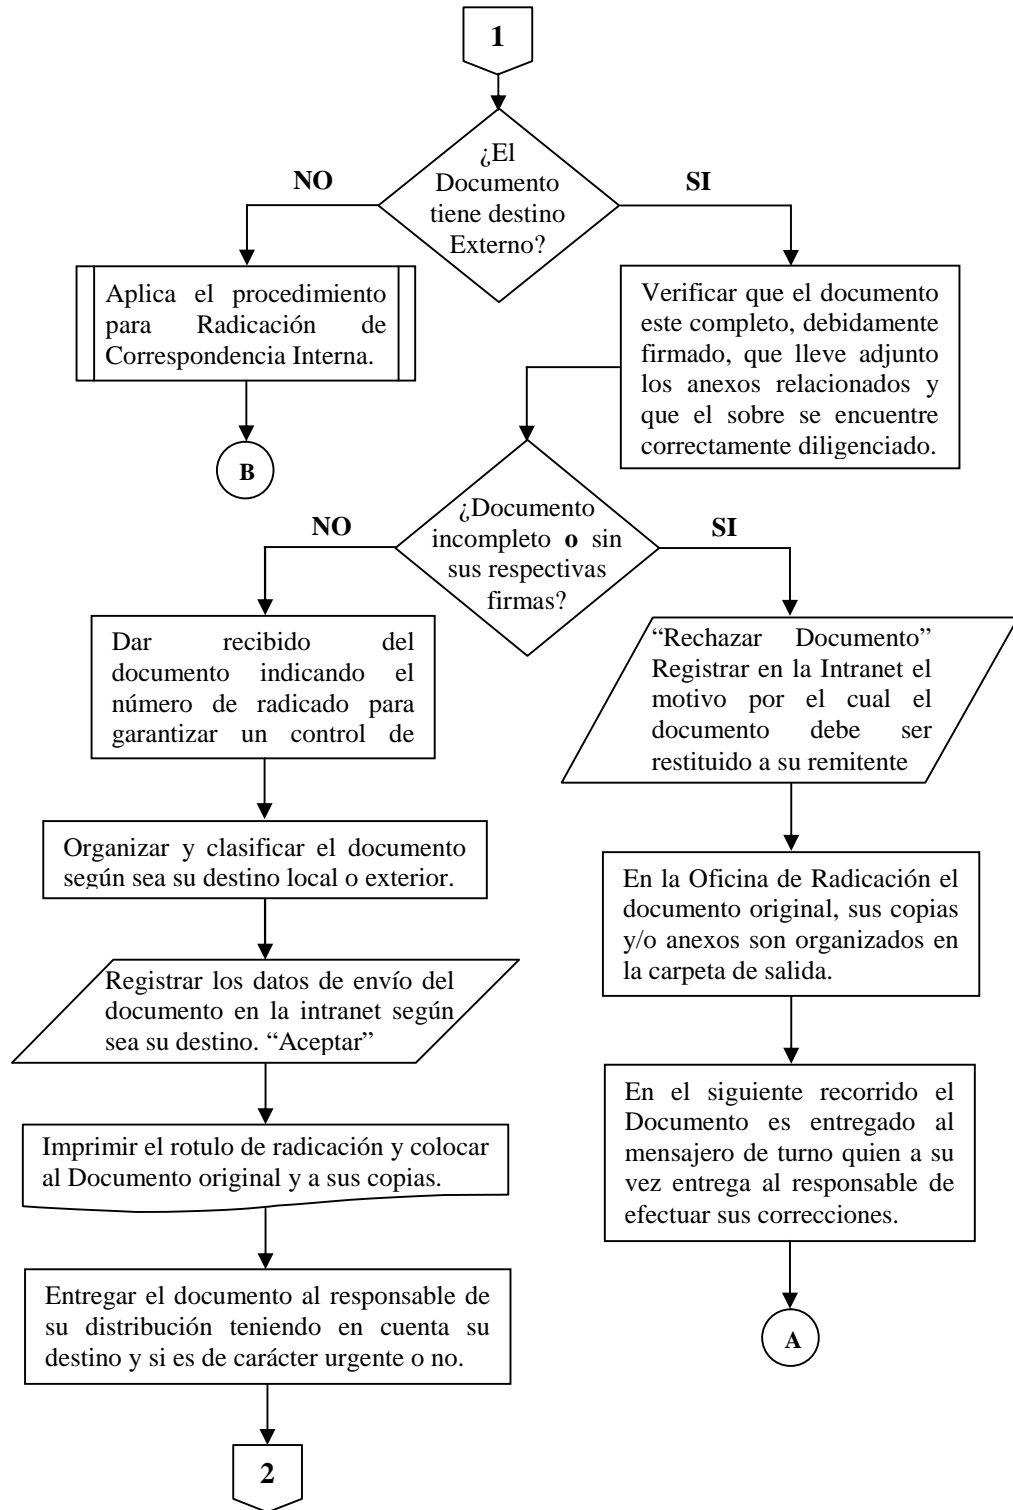 1
¿El
Documento
tiene destino
Externo?
NO
SI
Aplica el procedimiento
para Radicación de
Correspondencia Interna.
B
Verificar que el documento
este completo, debidamente
firmado, que lleve adjunto
los anexos relacionados y
que el sobre se encuentre
correctamente diligenciado.
¿Documento
incompleto o sin
sus respectivas
firmas?
NO
SI
Dar recibido del
documento indicando el
número de radicado para
garantizar un control de
Organizar y clasificar el documento
según sea su destino local o exterior.
Registrar los datos de envío del
documento en la intranet según
sea su destino. “Aceptar”
Imprimir el rotulo de radicación y colocar
al Documento original y a sus copias.
Entregar el documento al responsable de
su distribución teniendo en cuenta su
destino y si es de carácter urgente o no.
2
“Rechazar Documento”
Registrar en la Intranet el
motivo por el cual el
documento debe ser
restituido a su remitente
En la Oficina de Radicación el
documento original, sus copias
y/o anexos son organizados en
la carpeta de salida.
En el siguiente recorrido el
Documento es entregado al
mensajero de turno quien a su
vez entrega al responsable de
efectuar sus correcciones.
A